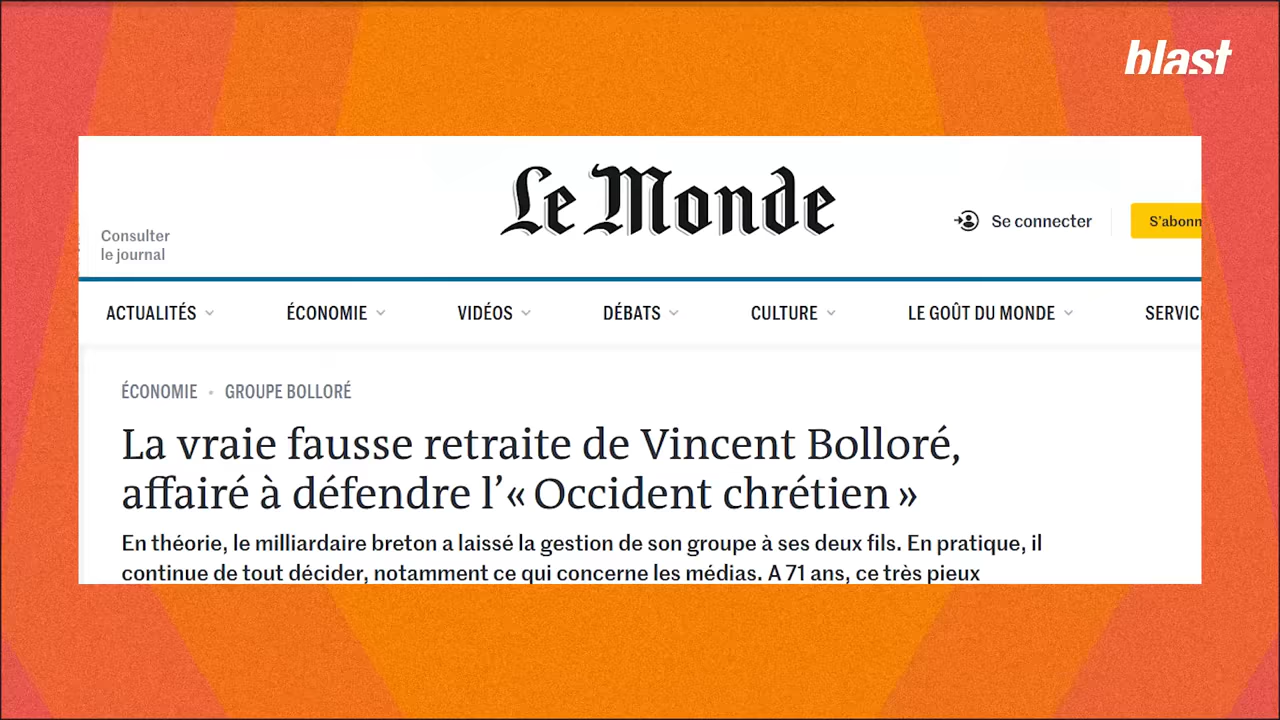 blast
Le Monde
Consulter
le journal
Se connecter
S'abonn
ACTUALITÉS
ÉCONOMIE
VIDÉOS
DÉBATS
CULTURE
LE GOÛT DU MONDE
SERVIC
ÉCONOMIE • GROUPE BOLLORÉ
La vraie fausse retraite de Vincent Bolloré,
affairé à défendre l’« Occident chrétien »
En théorie, le milliardaire breton a laissé la gestion de son groupe à ses deux fils. En pratique, il
continue de tout décider, notamment ce qui concerne les médias. A 71 ans, ce très pieux